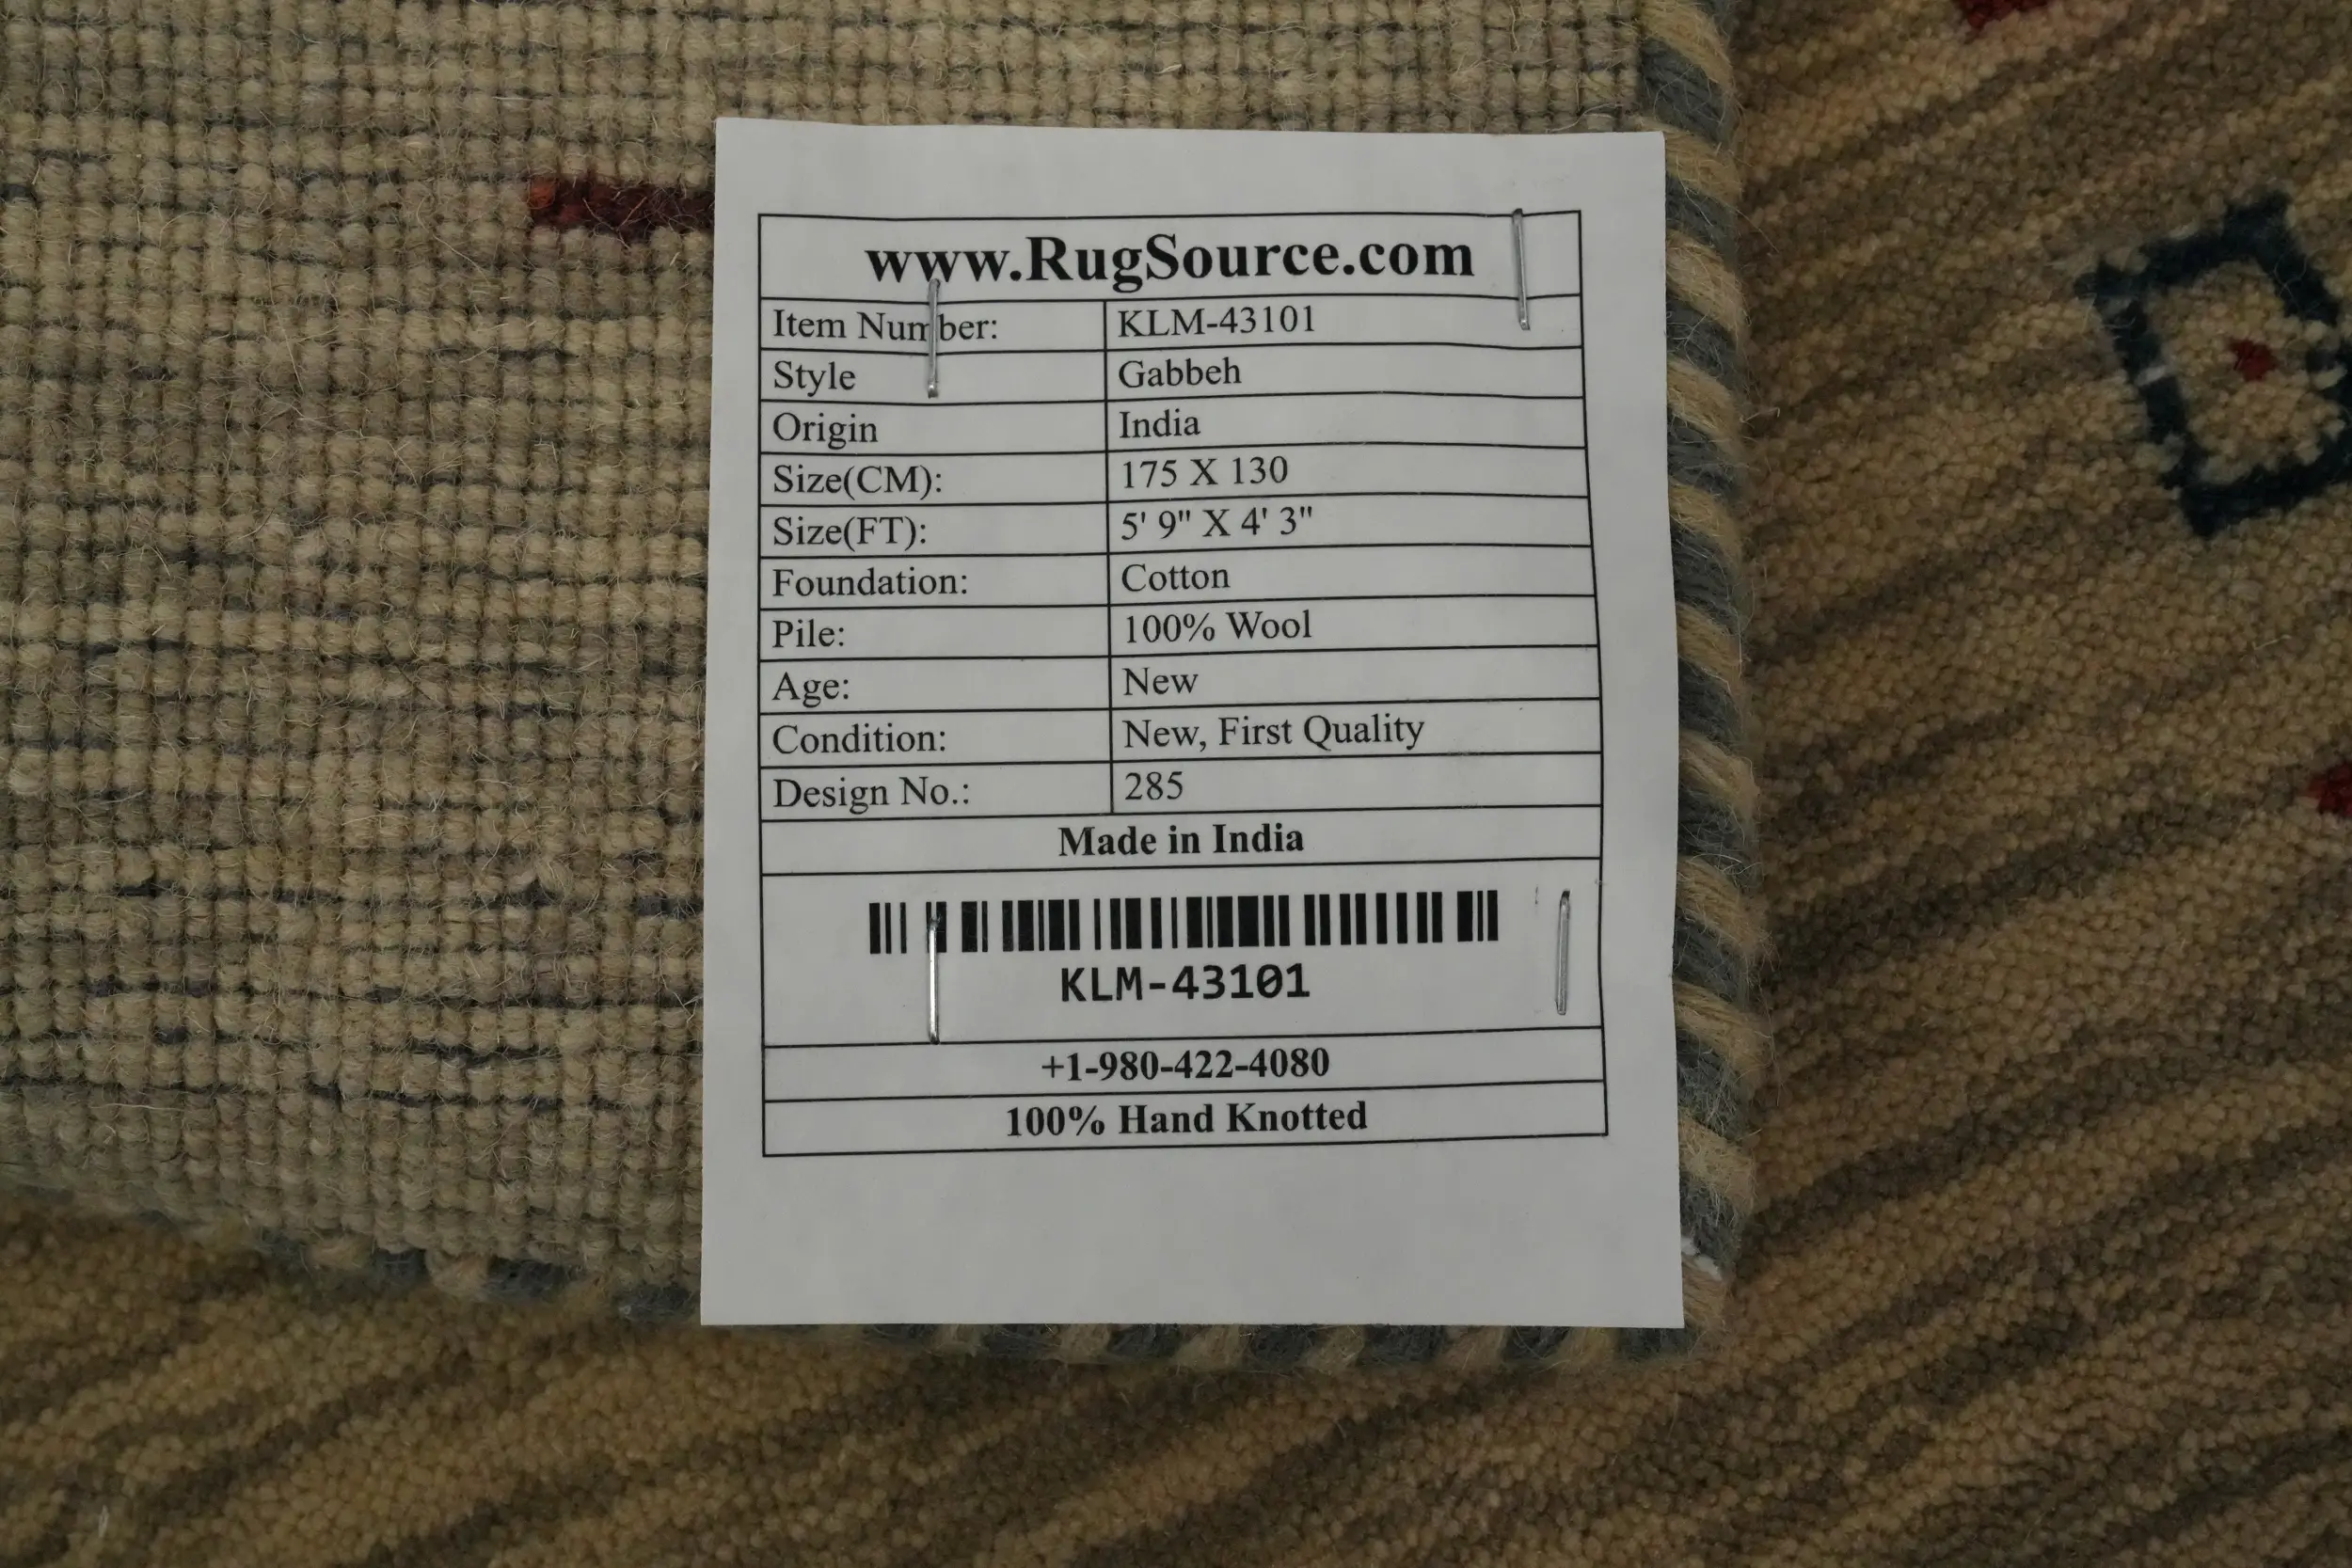 www.RugSource.com
Item Number: KLM-43101
Style Gabbeh
Origin India
Size(CM): 175 X 130
Size(FT): 5' 9" X 4' 3"
Foundation: Cotton
Pile: 100% Wool
Age: New
Condition: New, First Quality
Design No.: 285
Made in India
KLM-43101
+1-980-422-4080
100% Hand Knotted